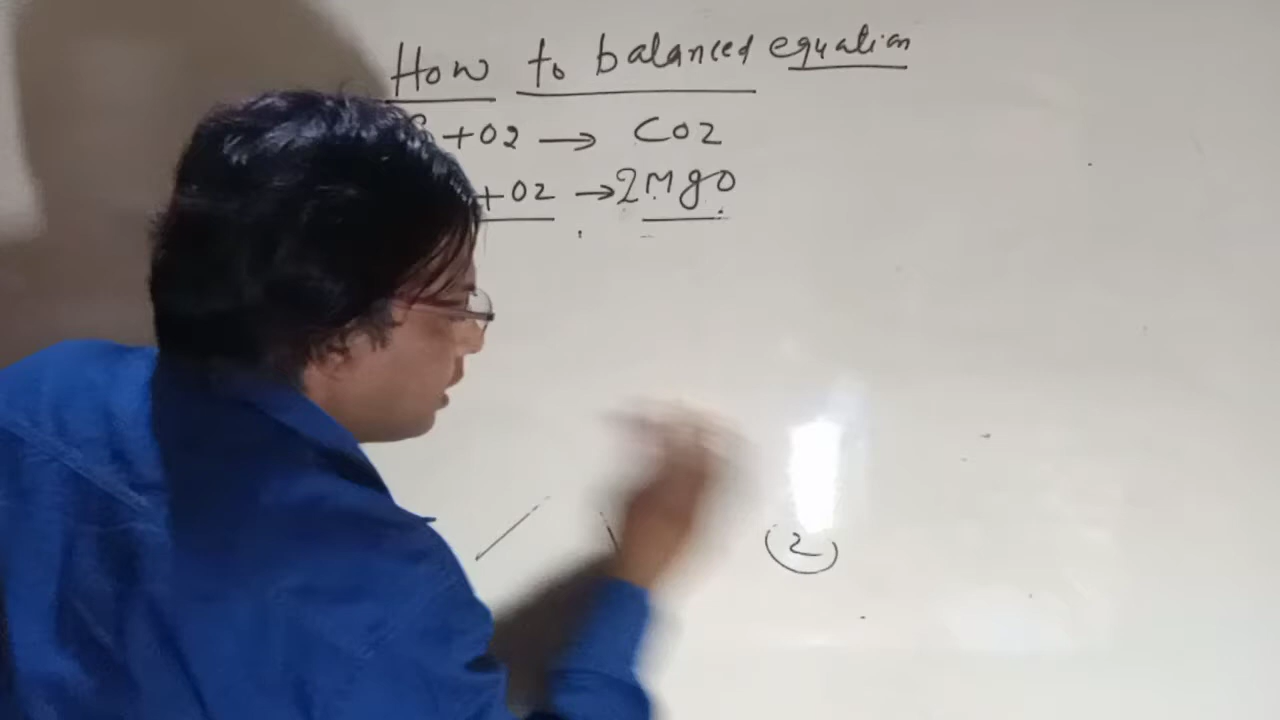 How to balanced equation
+O2 → CO2
+O2 → 2MgO
2